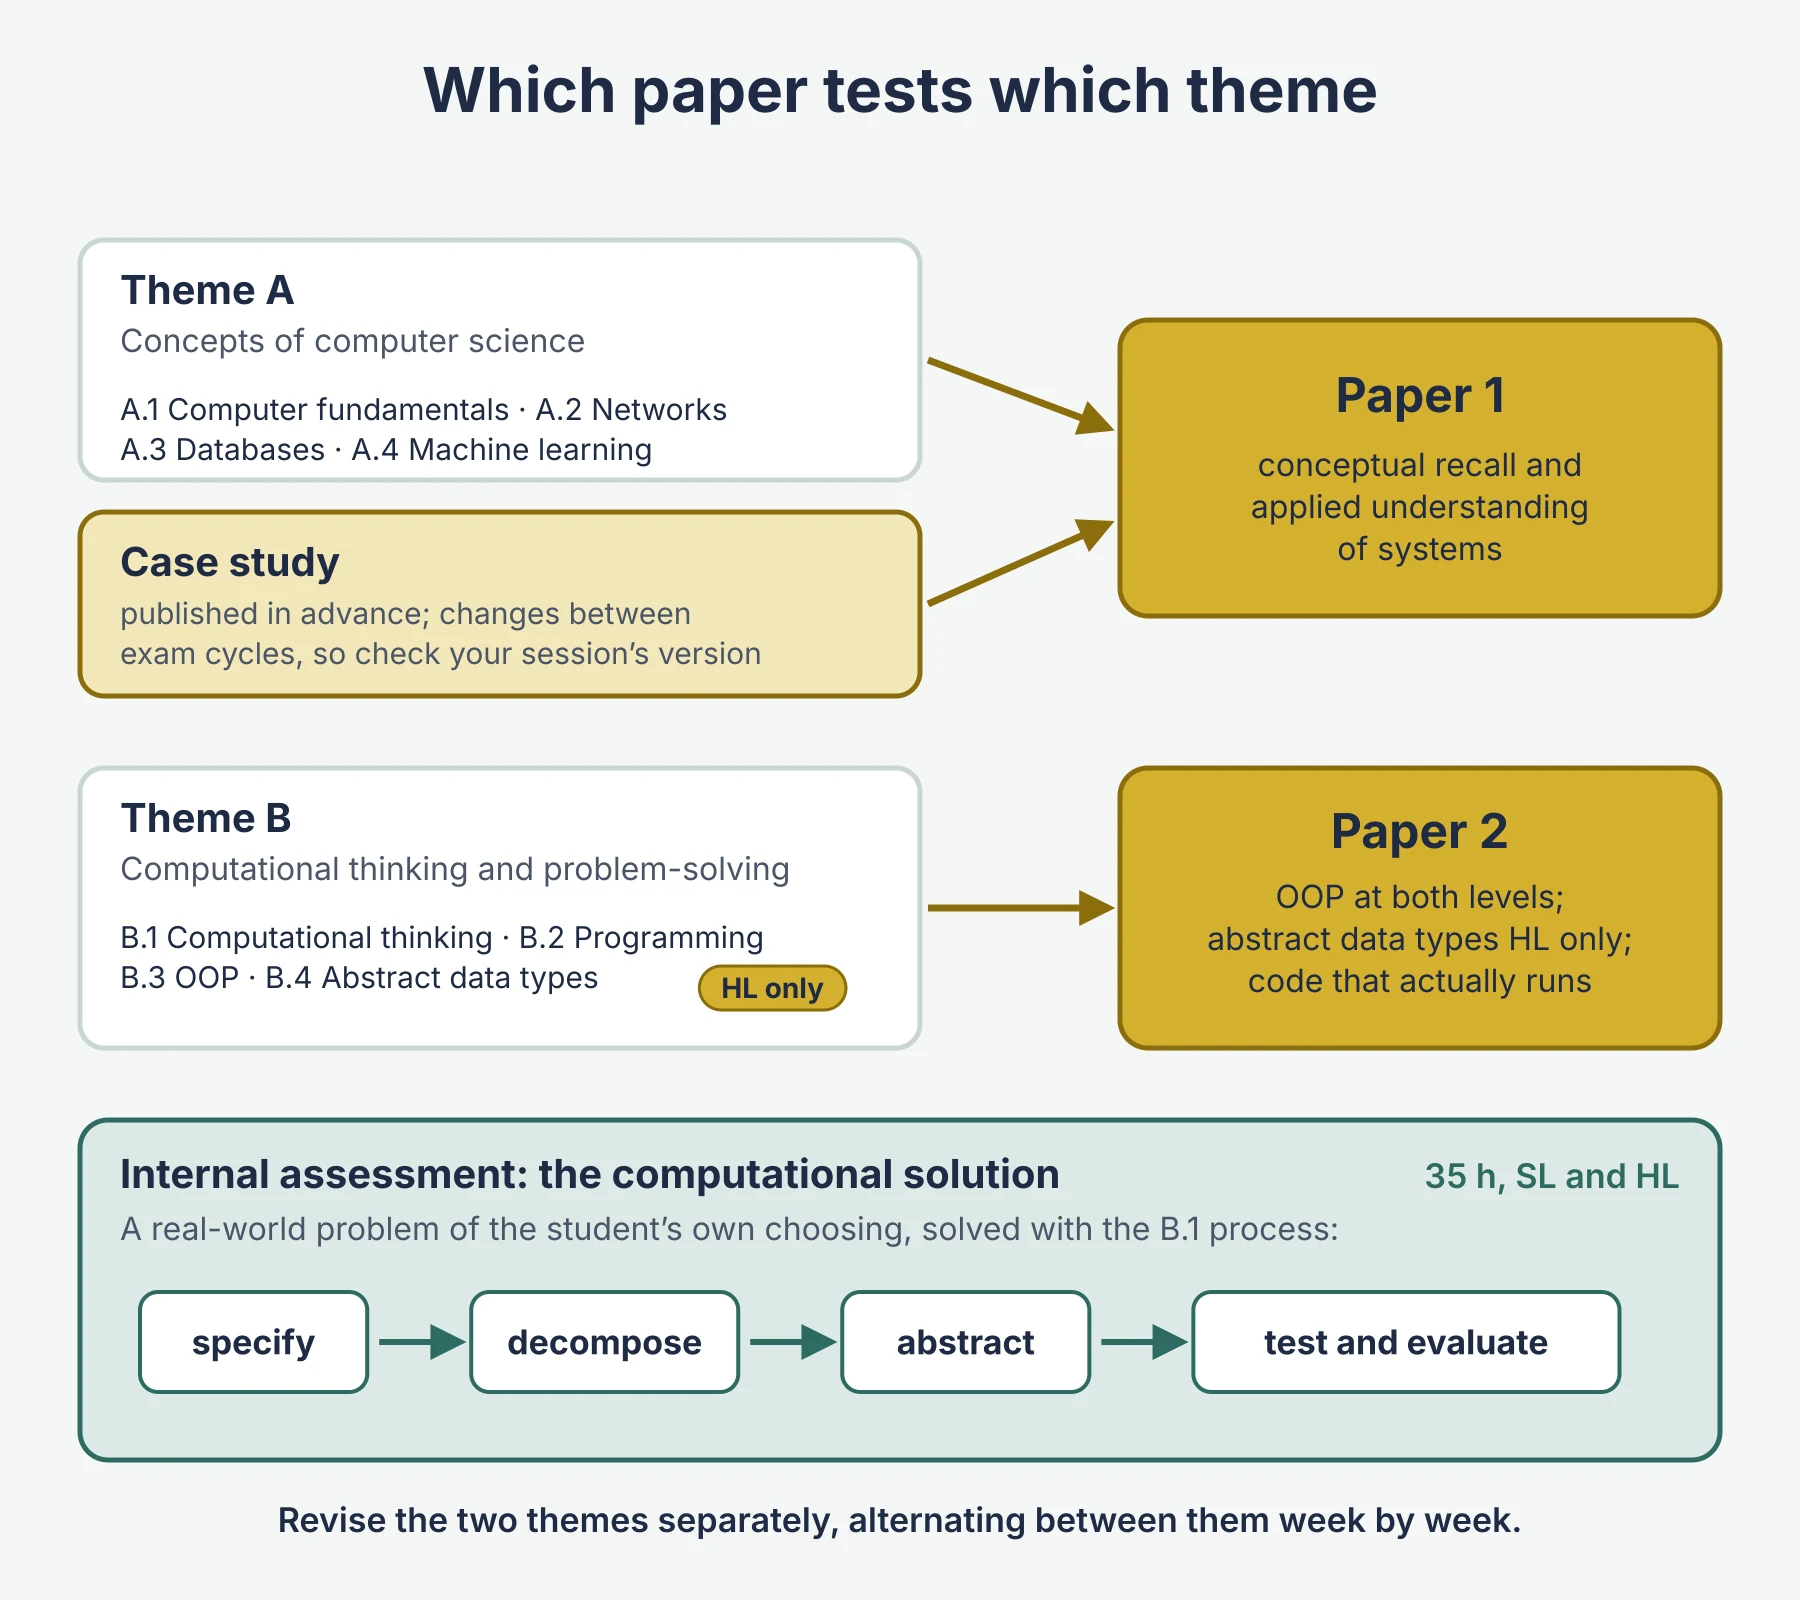 Which paper tests which theme
Theme A
Concepts of computer science
A.1 Computer fundamentals · A.2 Networks
A.3 Databases · A.4 Machine learning
Paper 1
conceptual recall and
applied understanding
of systems
Case study
published in advance; changes between
exam cycles, so check your session’s version
Theme B
Computational thinking and problem-solving
B.1 Computational thinking · B.2 Programming
B.3 OOP · B.4 Abstract data types
HL only
Paper 2
OOP at both levels;
abstract data types HL only;
code that actually runs
Internal assessment: the computational solution
35 h, SL and HL
A real-world problem of the student’s own choosing, solved with the B.1 process:
specify
decompose
abstract
test and evaluate
Revise the two themes separately, alternating between them week by week.